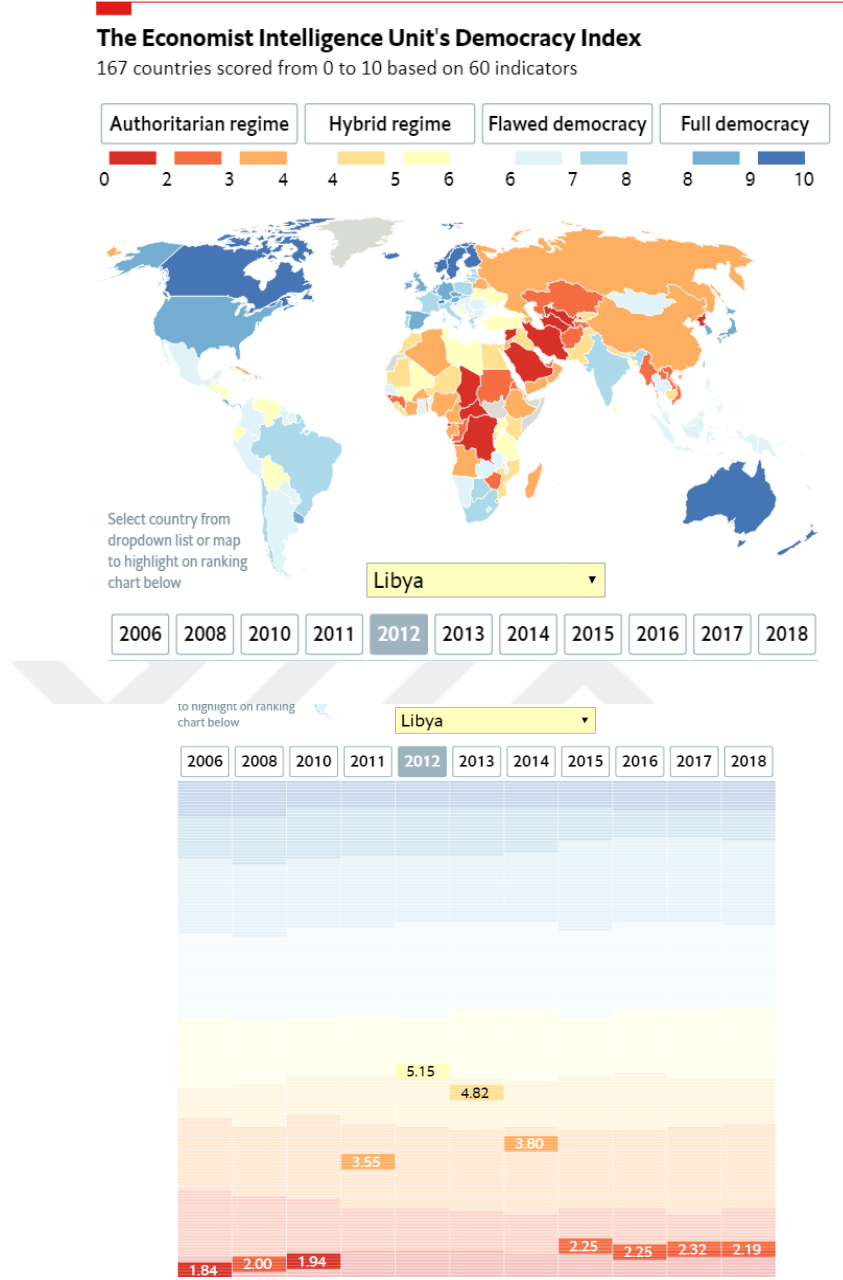 The Economist Intelligence Unit's Democracy Index
167 countries scored from 0 to 10 based on 60 indicators
Authoritarian regime Hybrid regime Flawed democracy Full democracy
0 2 3 4 4 5 6 6 7 8 8 9 10
Select country from
dropdown list or map
to highlight on ranking
chart below
Libya
2006 2008 2010 2011 2012 2013 2014 2015 2016 2017 2018
to highlight on ranking
chart below
Libya
2006 2008 2010 2011 2012 2013 2014 2015 2016 2017 2018
5.15
4.82
3.80
3.55
2.25 2.25 2.32 2.19
1.84 2.00 1.94